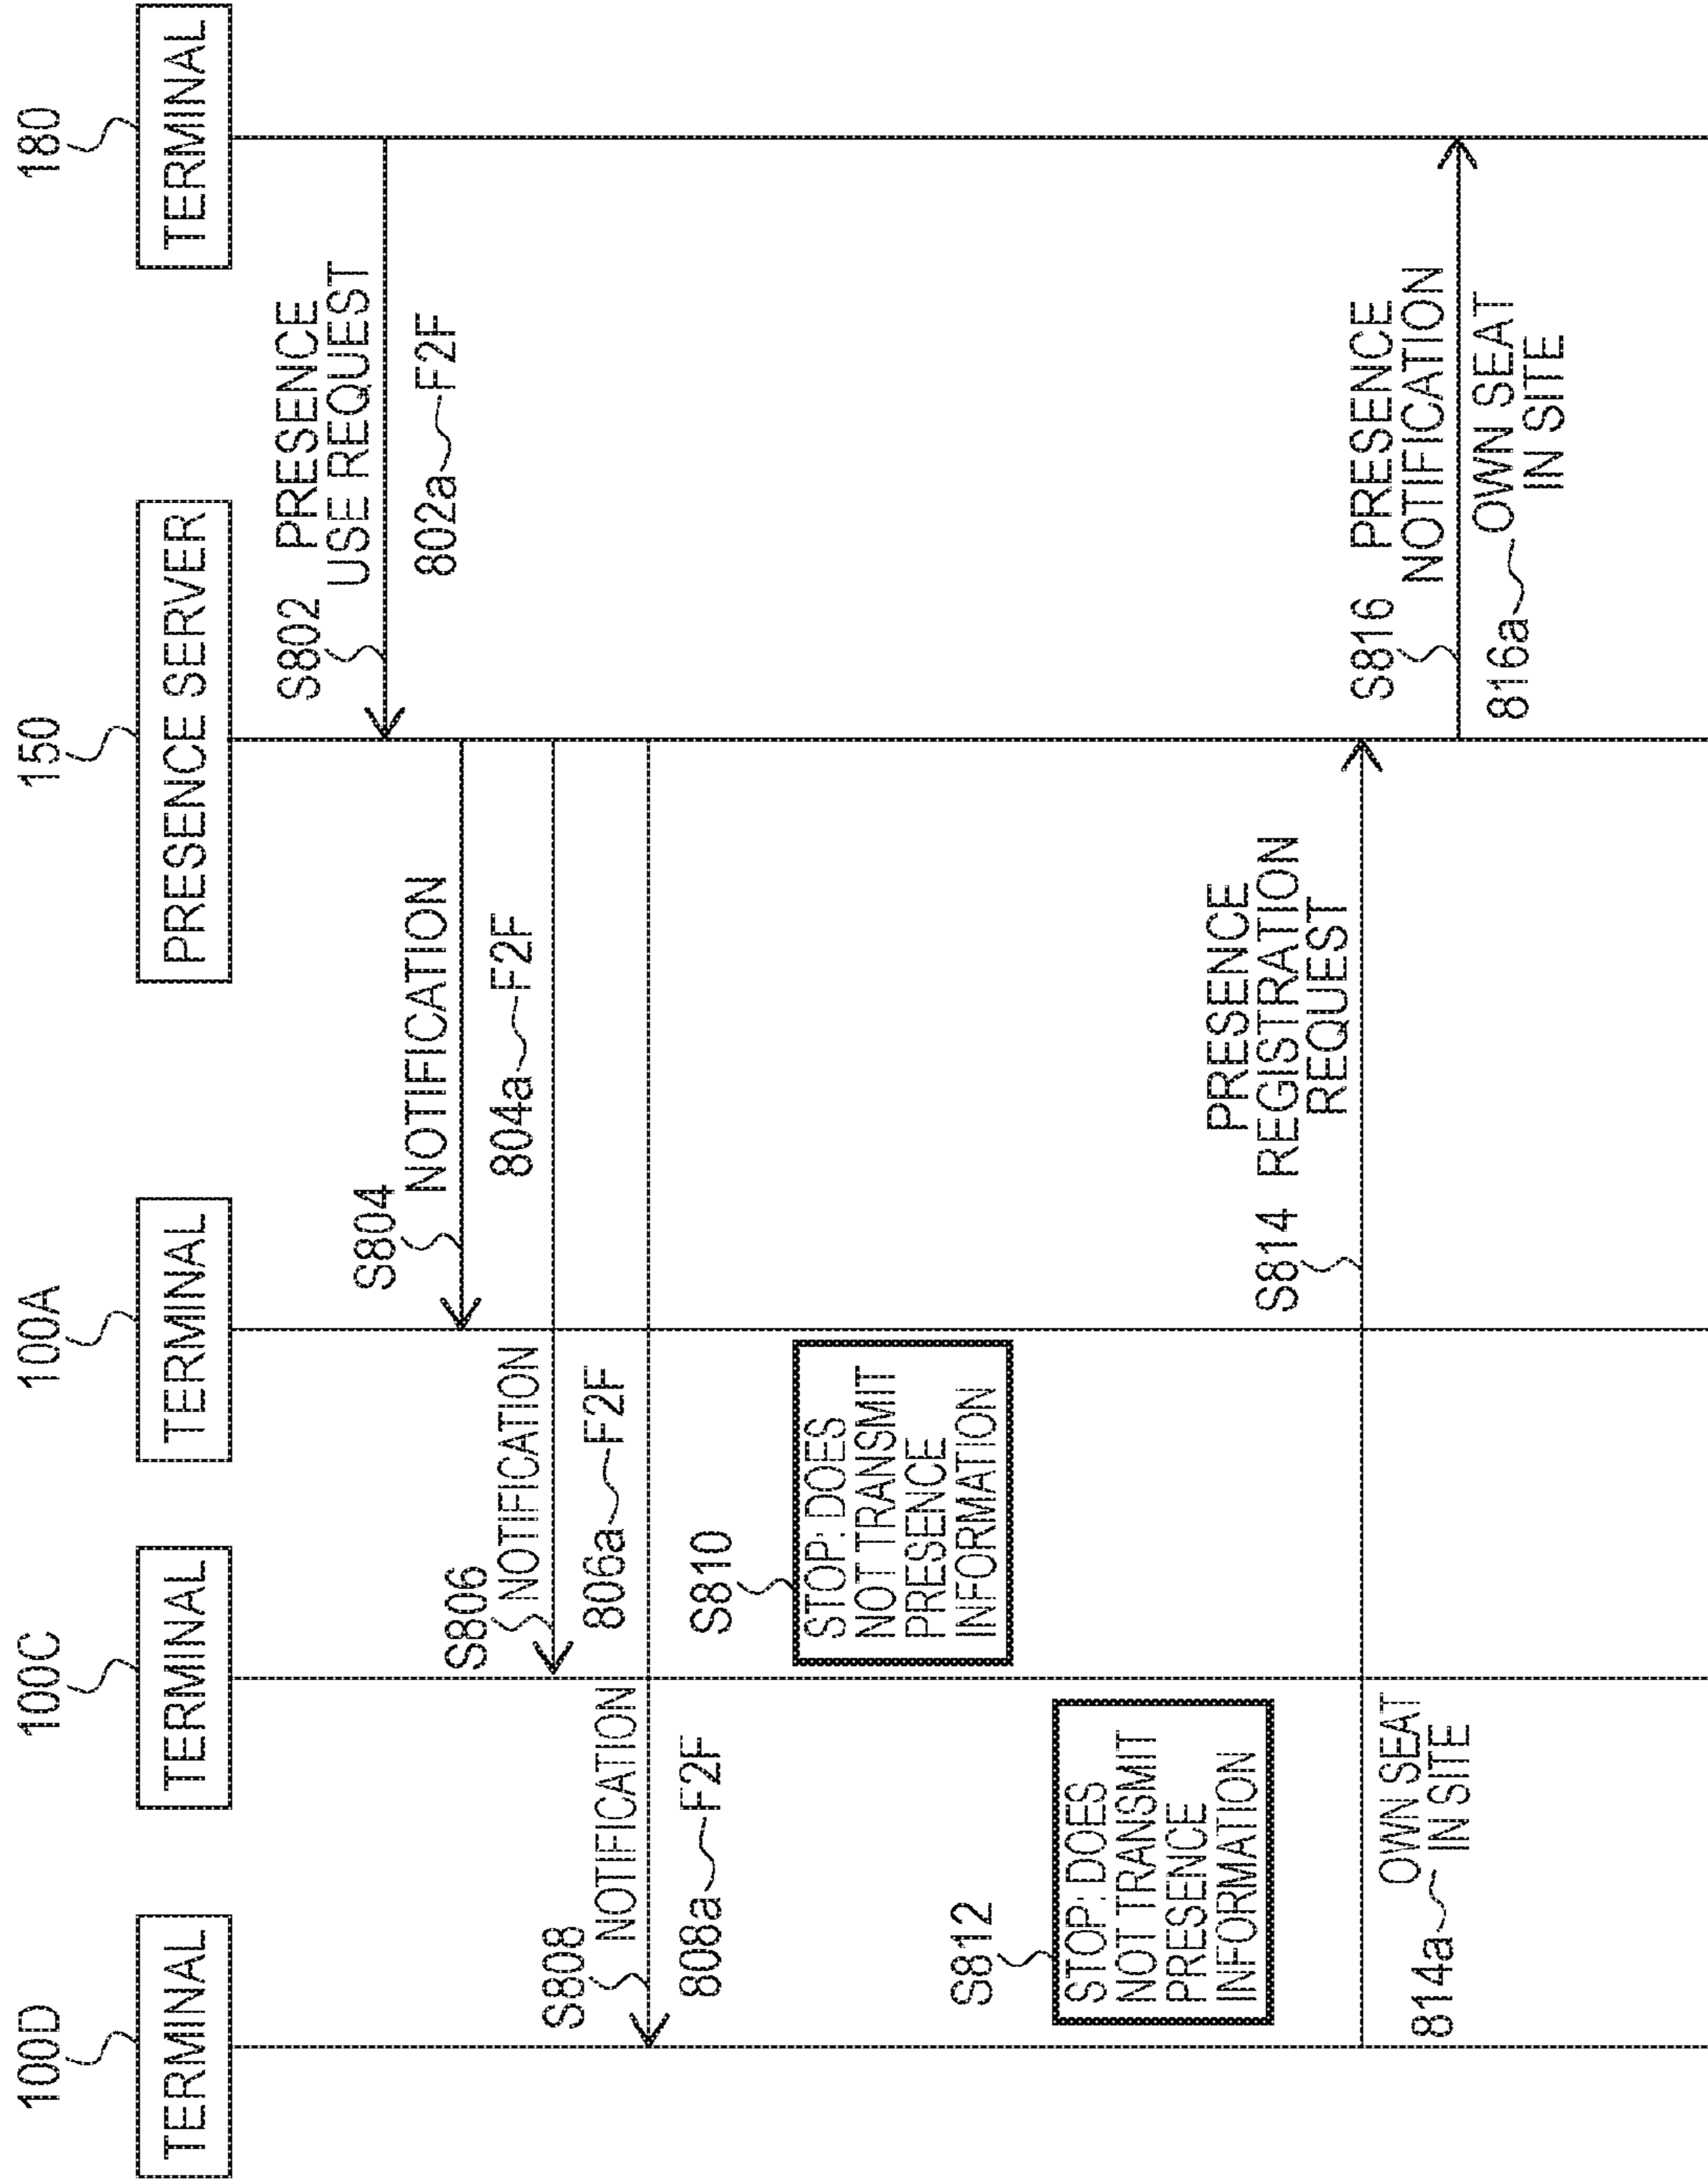 100D
100C
100A
150
180
TERMINAL
TERMINAL
TERMINAL
PRESENCE SERVER
TERMINAL
S802
PRESENCE
USE REQUEST
802a
F2F
S804
NOTIFICATION
804a
F2F
S806
NOTIFICATION
806a
F2F
S808
NOTIFICATION
808a
F2F
S810
STOP: DOES
NOT TRANSMIT
PRESENCE
INFORMATION
S812
STOP: DOES
NOT TRANSMIT
PRESENCE
INFORMATION
S814
PRESENCE
REGISTRATION
REQUEST
814a
OWN SEAT
IN SITE
S816
PRESENCE
NOTIFICATION
816a
OWN SEAT
IN SITE